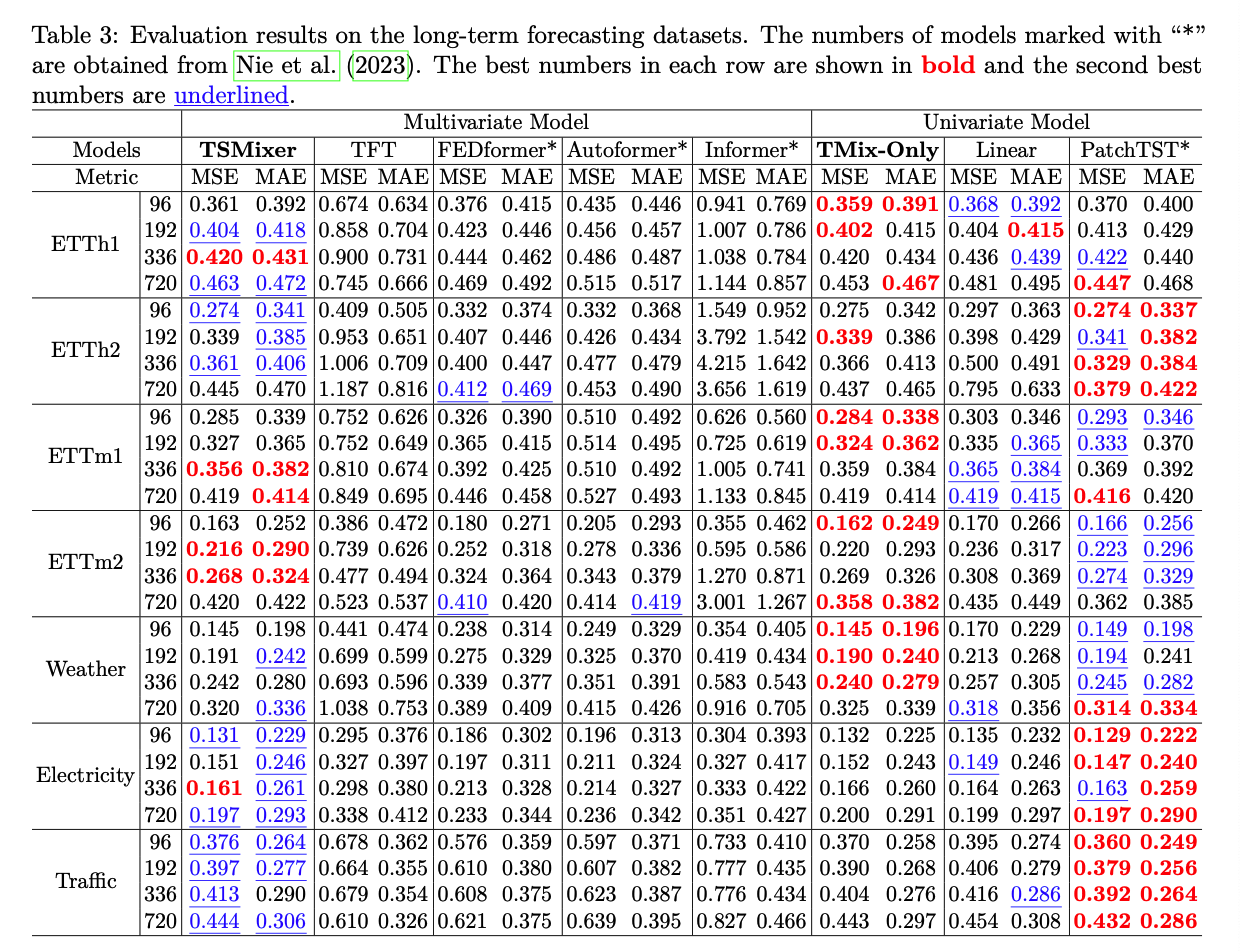 Table 3: Evaluation results on the long-term forecasting datasets. The numbers of models marked with “*”
are obtained from Nie et al. (2023). The best numbers in each row are shown in bold and the second best
numbers are underlined.
Multivariate Model Univariate Model
Models TSMixer TFT FEDformer* Autoformer* Informer* TMix-Only Linear PatchTST*
Metric MSE MAE MSE MAE MSE MAE MSE MAE MSE MAE MSE MAE MSE MAE MSE MAE
ETTh1
96 0.361 0.392 0.674 0.634 0.376 0.415 0.435 0.446 0.941 0.769 0.359 0.391 0.368 0.392 0.370 0.400
192 0.404 0.418 0.858 0.704 0.423 0.446 0.456 0.457 1.007 0.786 0.402 0.415 0.404 0.415 0.413 0.429
336 0.420 0.431 0.900 0.731 0.444 0.462 0.486 0.487 1.038 0.784 0.420 0.434 0.436 0.439 0.422 0.440
720 0.463 0.472 0.745 0.666 0.469 0.492 0.515 0.517 1.144 0.857 0.453 0.467 0.481 0.495 0.447 0.468
ETTh2
96 0.274 0.341 0.409 0.505 0.332 0.374 0.332 0.368 1.549 0.952 0.275 0.342 0.297 0.363 0.274 0.337
192 0.339 0.385 0.953 0.651 0.407 0.446 0.426 0.434 3.792 1.542 0.339 0.386 0.398 0.429 0.341 0.382
336 0.361 0.406 1.006 0.709 0.400 0.447 0.477 0.479 4.215 1.642 0.366 0.413 0.500 0.491 0.329 0.384
720 0.445 0.470 1.187 0.816 0.412 0.469 0.453 0.490 3.656 1.619 0.437 0.465 0.795 0.633 0.379 0.422
ETTm1
96 0.285 0.339 0.752 0.626 0.326 0.390 0.510 0.492 0.626 0.560 0.284 0.338 0.303 0.346 0.293 0.346
192 0.327 0.365 0.752 0.649 0.365 0.415 0.514 0.495 0.725 0.619 0.324 0.362 0.335 0.365 0.333 0.370
336 0.356 0.382 0.810 0.674 0.392 0.425 0.510 0.492 1.005 0.741 0.359 0.384 0.365 0.384 0.369 0.392
720 0.419 0.414 0.849 0.695 0.446 0.458 0.527 0.493 1.133 0.845 0.419 0.414 0.419 0.415 0.416 0.420
ETTm2
96 0.163 0.252 0.386 0.472 0.180 0.271 0.205 0.293 0.355 0.462 0.162 0.249 0.170 0.266 0.166 0.256
192 0.216 0.290 0.739 0.626 0.252 0.318 0.278 0.336 0.595 0.586 0.220 0.293 0.236 0.317 0.223 0.296
336 0.268 0.324 0.477 0.494 0.324 0.364 0.343 0.379 1.270 0.871 0.269 0.326 0.308 0.369 0.274 0.329
720 0.420 0.422 0.523 0.537 0.410 0.420 0.414 0.419 3.001 1.267 0.358 0.382 0.435 0.449 0.362 0.385
Weather
96 0.145 0.198 0.441 0.474 0.238 0.314 0.249 0.329 0.354 0.405 0.145 0.196 0.170 0.229 0.149 0.198
192 0.191 0.242 0.699 0.599 0.275 0.329 0.325 0.370 0.419 0.434 0.190 0.240 0.213 0.268 0.194 0.241
336 0.242 0.280 0.693 0.596 0.339 0.377 0.351 0.391 0.583 0.543 0.240 0.279 0.257 0.305 0.245 0.282
720 0.320 0.336 1.038 0.753 0.389 0.409 0.415 0.426 0.916 0.705 0.325 0.339 0.318 0.356 0.314 0.334
Electricity
96 0.131 0.229 0.295 0.376 0.186 0.302 0.196 0.313 0.304 0.393 0.132 0.225 0.135 0.232 0.129 0.222
192 0.151 0.246 0.327 0.397 0.197 0.311 0.211 0.324 0.327 0.417 0.152 0.243 0.149 0.246 0.147 0.240
336 0.161 0.261 0.298 0.380 0.213 0.328 0.214 0.327 0.333 0.422 0.166 0.260 0.164 0.263 0.163 0.259
720 0.197 0.293 0.338 0.412 0.233 0.344 0.236 0.342 0.351 0.427 0.200 0.291 0.199 0.297 0.197 0.290
Traffic
96 0.376 0.264 0.678 0.362 0.576 0.359 0.597 0.371 0.733 0.410 0.370 0.258 0.395 0.274 0.360 0.249
192 0.397 0.277 0.664 0.355 0.610 0.380 0.607 0.382 0.777 0.435 0.390 0.268 0.406 0.279 0.379 0.256
336 0.413 0.290 0.679 0.354 0.608 0.375 0.623 0.387 0.776 0.434 0.404 0.276 0.416 0.286 0.392 0.264
720 0.444 0.306 0.610 0.326 0.621 0.375 0.639 0.395 0.827 0.466 0.443 0.297 0.454 0.308 0.432 0.286